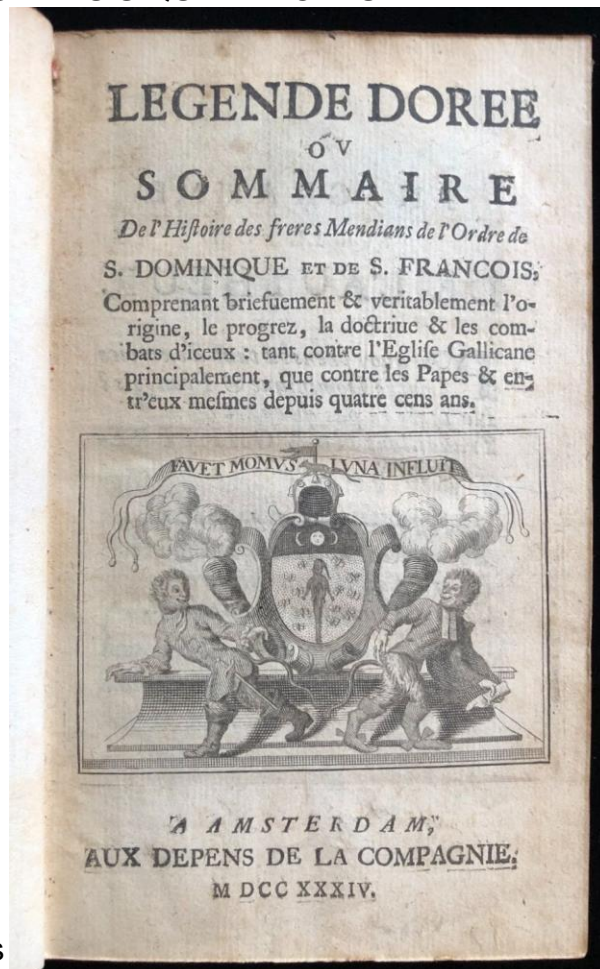 LEGENDE DOREE
OV
SOMMAIRE
De l'Hiſtoire des freres Mendians de l'Ordre de
S. DOMINIQUE ET DE S. FRANCOIS,
Comprenant briefuement & veritablement l'o-
rigine, le progrez, la doctriue & les com-
bats d'iceux : tant contre l'Egliſe Gallicane
principalement, que contre les Papes & en-
tr'eux meſmes depuis quatre cens ans.
FAVET MOMVS LVNA INFLUIT
A AMSTERDAM,
AUX DEPENS DE LA COMPAGNIE.
M DCC XXXIV.